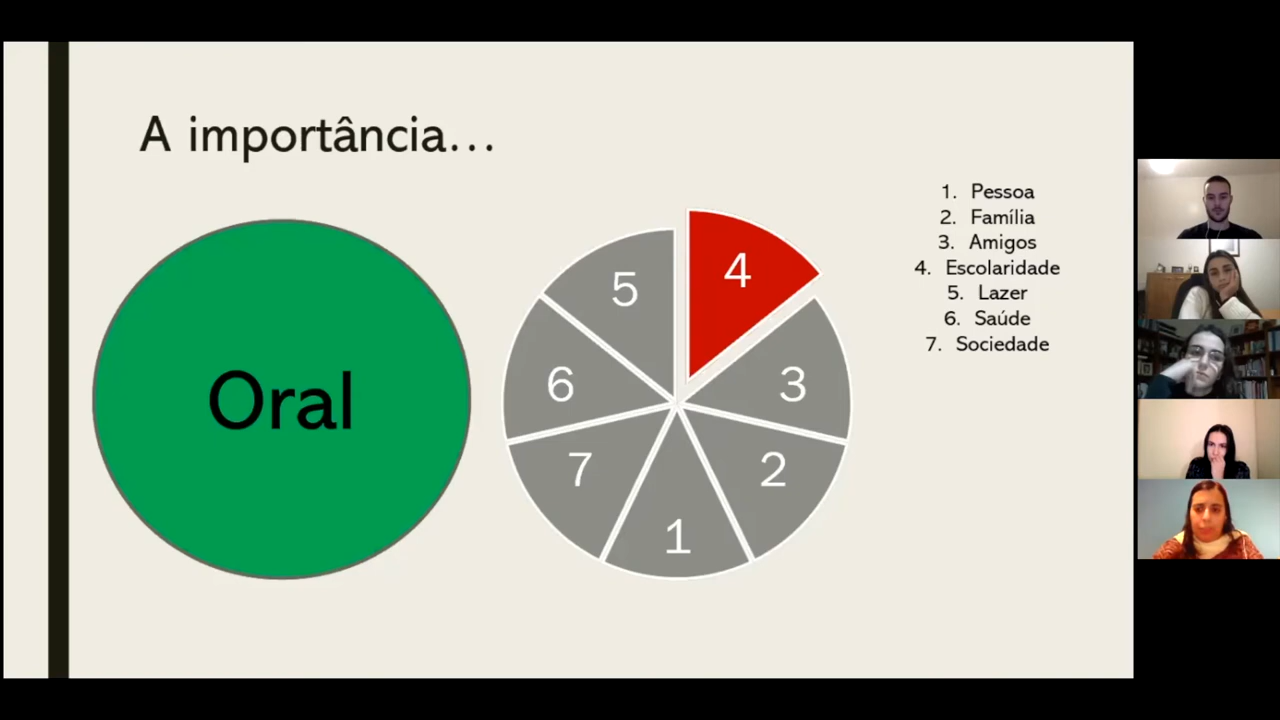 A importância...
Oral
5
4
6
3
7
2
1
1. Pessoa
2. Família
3. Amigos
4. Escolaridade
5. Lazer
6. Saúde
7. Sociedade